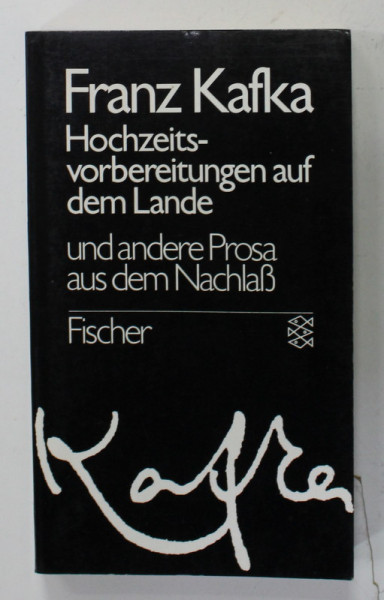 Franz Kafka
Hochzeits-
vorbereitungen auf
dem Lande
und andere Prosa
aus dem Nachlaß
Fischer
Kafka